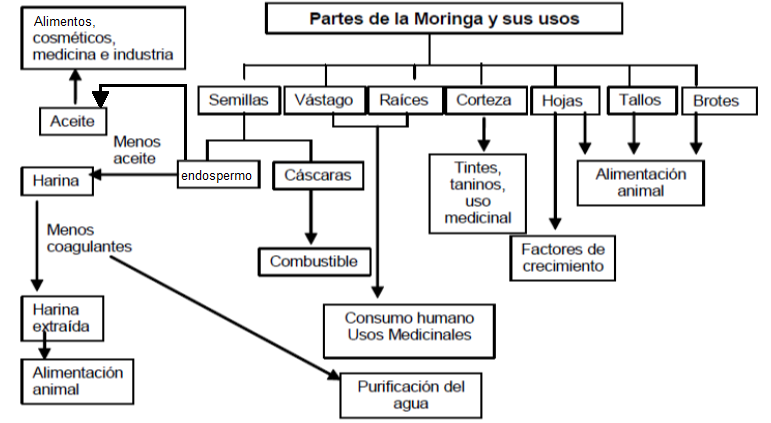 Partes de la Moringa y sus usos
Alimentos,
cosméticos,
medicina e industria
Semillas
Vástago
Raíces
Corteza
Hojas
Tallos
Brotes
Aceite
Menos
aceite
Harina
endospermo
Cáscaras
Tintes,
taninos,
uso
medicinal
Alimentación
animal
Menos
coagulantes
Combustible
Factores de
crecimiento
Harina
extraída
Consumo humano
Usos Medicinales
Alimentación
animal
Purificación del
agua